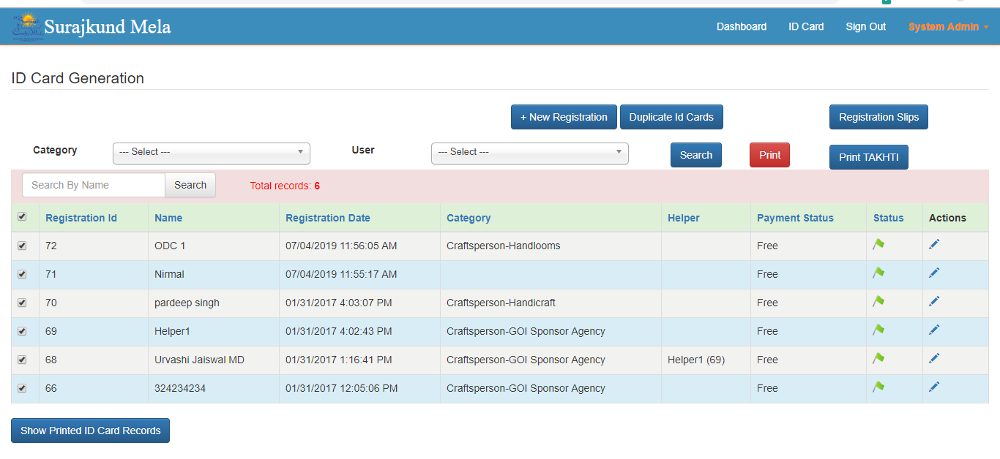 Surajkund Mela
Dashboard ID Card Sign Out System Admin
ID Card Generation
+ New Registration Duplicate Id Cards Registration Slips
Category --- Select --- User --- Select --- Search Print Print TAKHTI
Search By Name Search Total records: 6
Registration Id Name Registration Date Category Helper Payment Status Status Actions
72 ODC 1 07/04/2019 11:56:05 AM Craftsperson-Handlooms Free
71 Nirmal 07/04/2019 11:55:17 AM Free
70 pardeep singh 01/31/2017 4:03:07 PM Craftsperson-Handicraft Free
69 Helper1 01/31/2017 4:02:43 PM Craftsperson-GOI Sponsor Agency Free
68 Urvashi Jaiswal MD 01/31/2017 1:16:41 PM Craftsperson-GOI Sponsor Agency Helper1 (69) Free
66 324234234 01/31/2017 12:05:06 PM Craftsperson-GOI Sponsor Agency Free
Show Printed ID Card Records